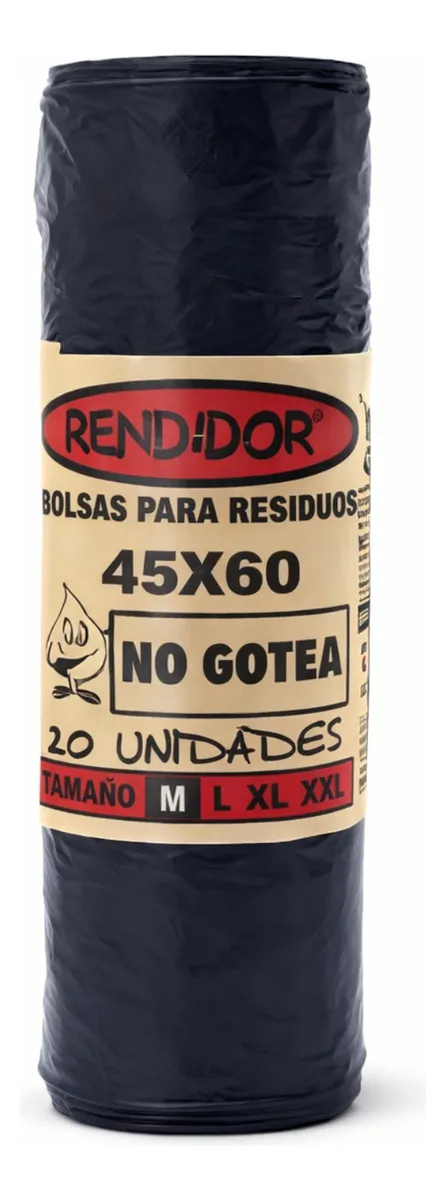 RENDIDOR®
BOLSAS PARA RESIDUOS
45X60
NO GOTEA
20 UNIDADES
TAMAÑO M L XL XXL